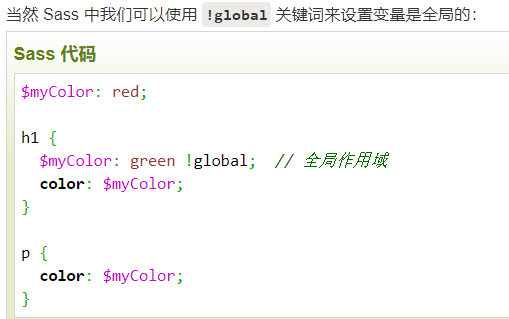 当然 Sass 中我们可以使用 !global 关键词来设置变量是全局的：
Sass 代码
$myColor: red;
h1 {
  $myColor: green !global;  // 全局作用域
  color: $myColor;
}
p {
  color: $myColor;
}